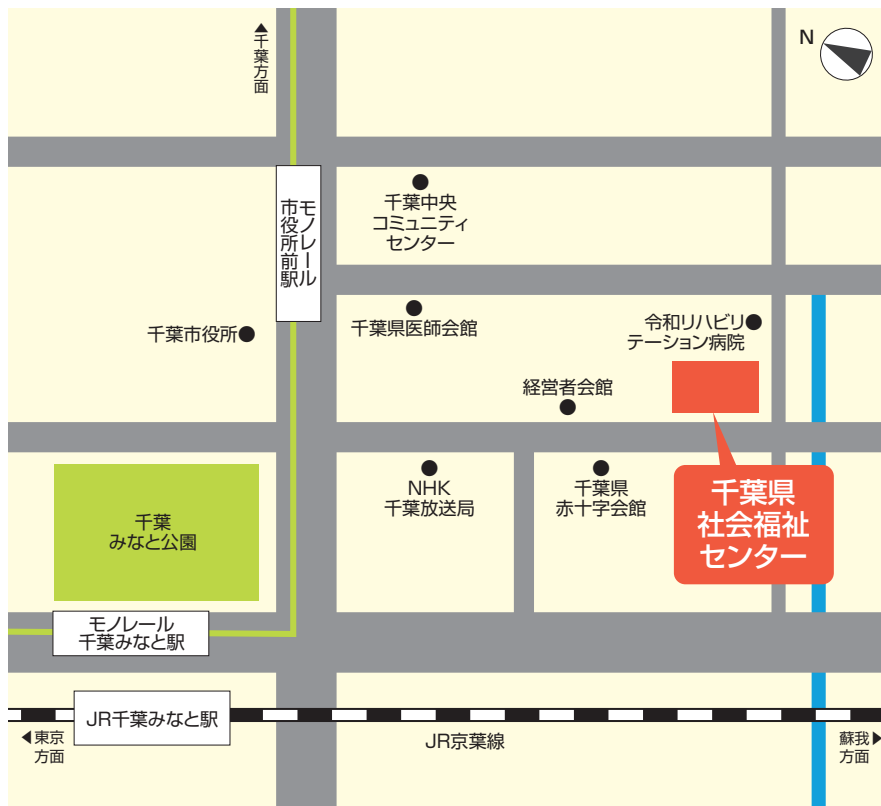 ▲千葉方面
N
モノレール
市役所前駅
千葉中央
コミュニティ
センター
千葉市役所
千葉県医師会館
令和リハビリ
テーション病院
経営者会館
千葉
みなと公園
NHK
千葉放送局
千葉県
赤十字会館
千葉県
社会福祉
センター
モノレール
千葉みなと駅
JR千葉みなと駅
◀東京
方面
JR京葉線
蘇我▶
方面